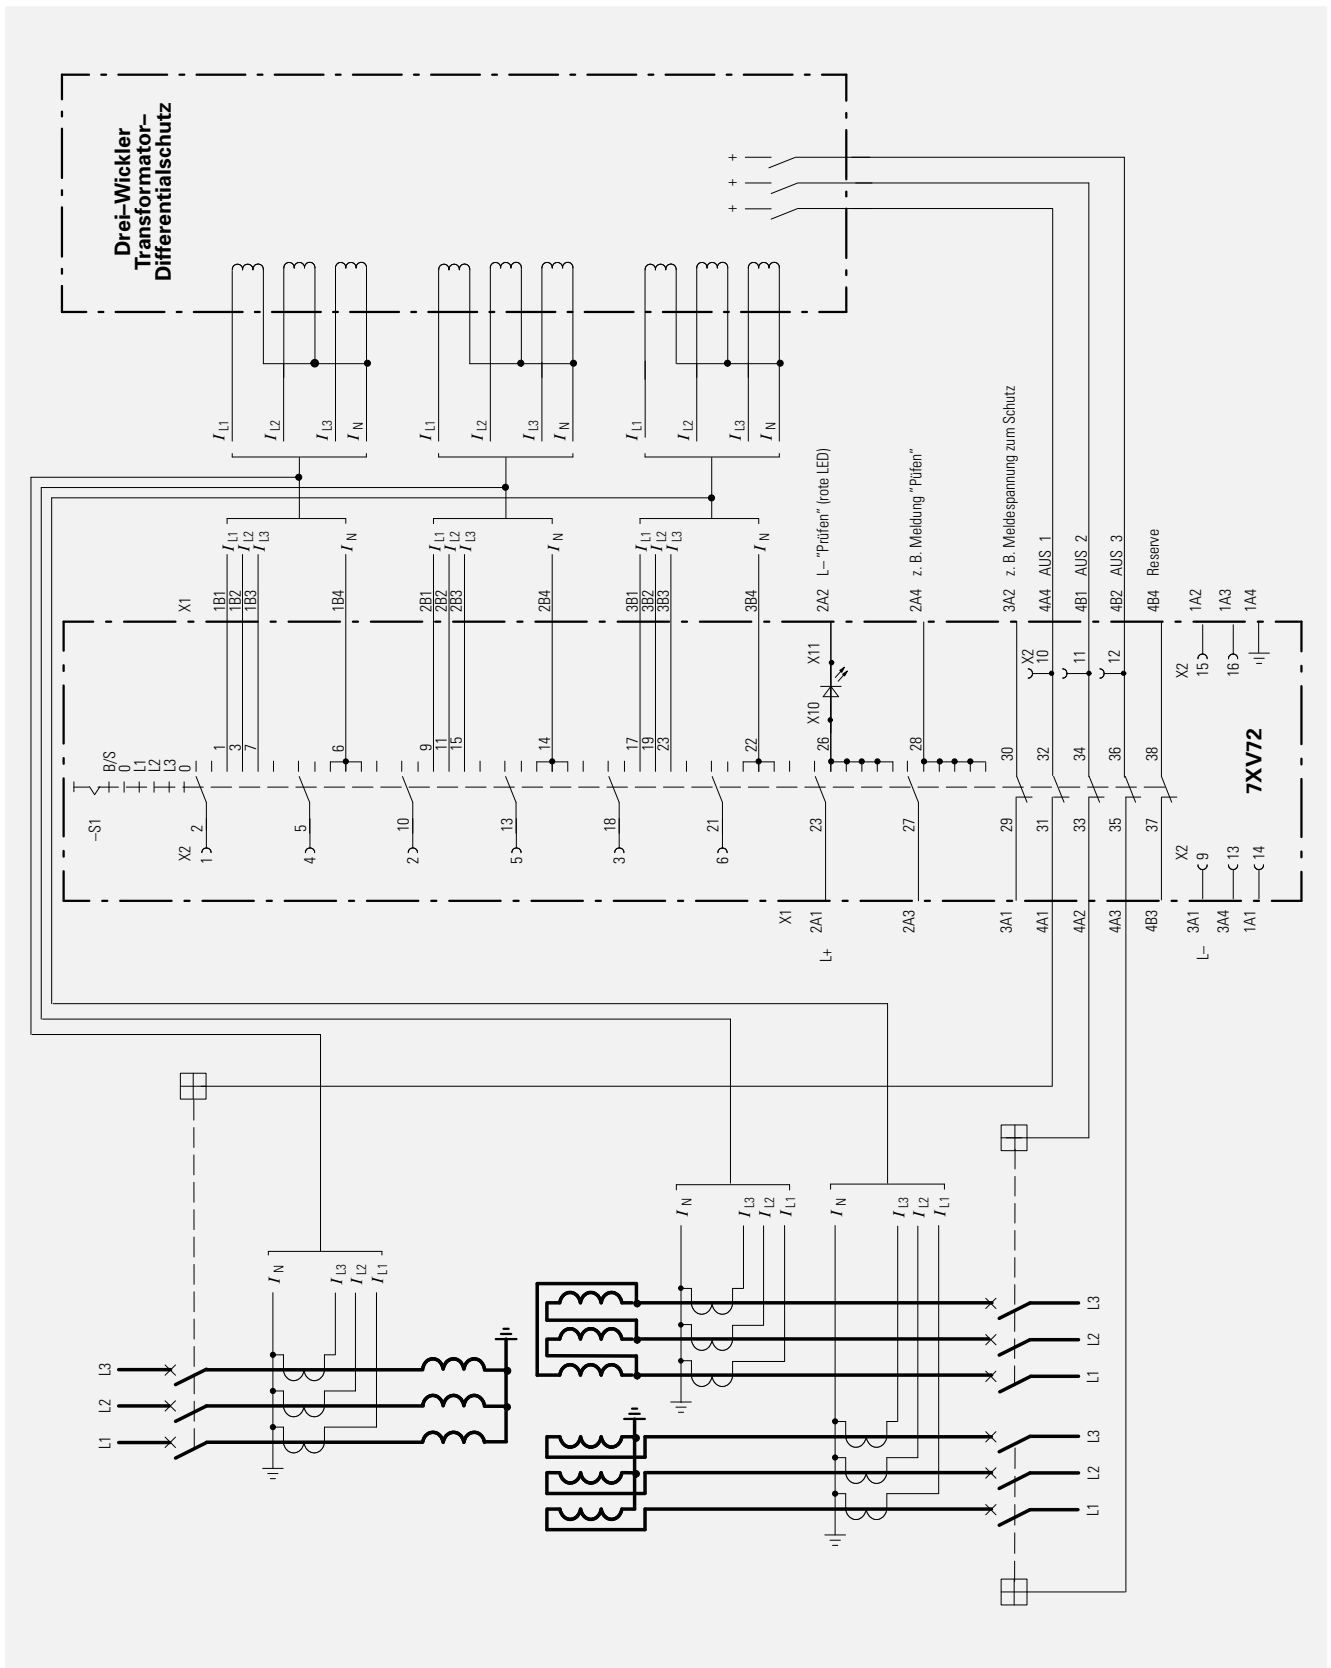 Drei–Wickler
Transformator–
Differentialschutz
+
+
+
I L1
I L2
I L3
I N
I L1
I L2
I L3
I N
I L1
I L2
I L3
I N
I L1
I L2
I L3
I N
I L1
I L2
I L3
I N
I L1
I L2
I L3
I N
X1
1B1
1B2
1B3
1B4
2B1
2B2
2B3
2B4
3B1
3B2
3B3
3B4
2A2 L– "Prüfen" (rote LED)
2A4 z. B. Meldung "Püfen"
3A2 z. B. Meldespannung zum Schutz
4A4 AUS 1
4B1 AUS 2
4B2 AUS 3
4B4 Reserve
1A2
1A3
1A4
X11
X10
X2
10
11
12
X2
15
16
–S1
B/S
0
L1
L2
L3
0
1
3
7
6
9
11
15
14
17
19
23
22
26
28
30
32
34
36
38
7XV72
2
5
10
13
18
21
23
27
29
31
33
35
37
X2
1
4
2
5
3
6
X2
9
13
14
X1
2A1
2A3
3A1
4A1
4A2
4A3
4B3
3A1
3A4
1A1
L+
L–
I N
I L3
I L2
I L1
I N
I L3
I L2
I L1
I N
I L3
I L2
I L1
L3
L2
L1
L3
L2
L1
L3
L2
L1